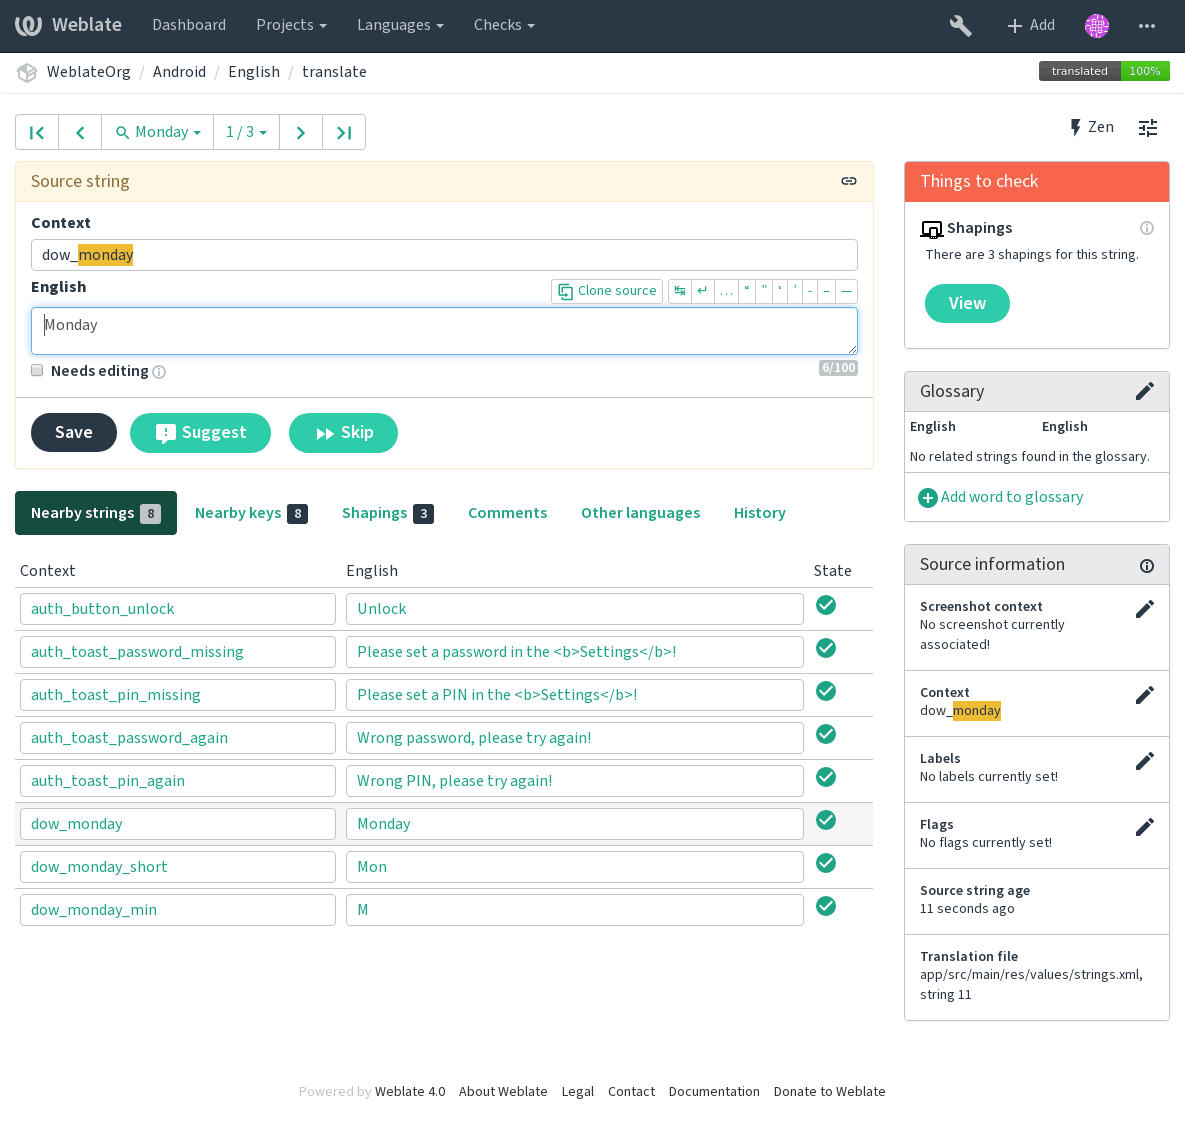 Weblate Dashboard Projects Languages Checks Add
WeblateOrg / Android / English / translate translated 100%
Monday 1 / 3 Zen
Source string
Context
dow_monday
English Clone source ↹ ↵ … “ ” ‘ ’ - – —
Monday
Needs editing 6/100
Save Suggest Skip
Nearby strings 8 Nearby keys 8 Shapings 3 Comments Other languages History
Context English State
auth_button_unlock Unlock
auth_toast_password_missing Please set a password in the <b>Settings</b>!
auth_toast_pin_missing Please set a PIN in the <b>Settings</b>!
auth_toast_password_again Wrong password, please try again!
auth_toast_pin_again Wrong PIN, please try again!
dow_monday Monday
dow_monday_short Mon
dow_monday_min M
Things to check
Shapings
There are 3 shapings for this string.
View
Glossary
English English
No related strings found in the glossary.
Add word to glossary
Source information
Screenshot context
No screenshot currently
associated!
Context
dow_monday
Labels
No labels currently set!
Flags
No flags currently set!
Source string age
11 seconds ago
Translation file
app/src/main/res/values/strings.xml,
string 11
Powered by Weblate 4.0 About Weblate Legal Contact Documentation Donate to Weblate